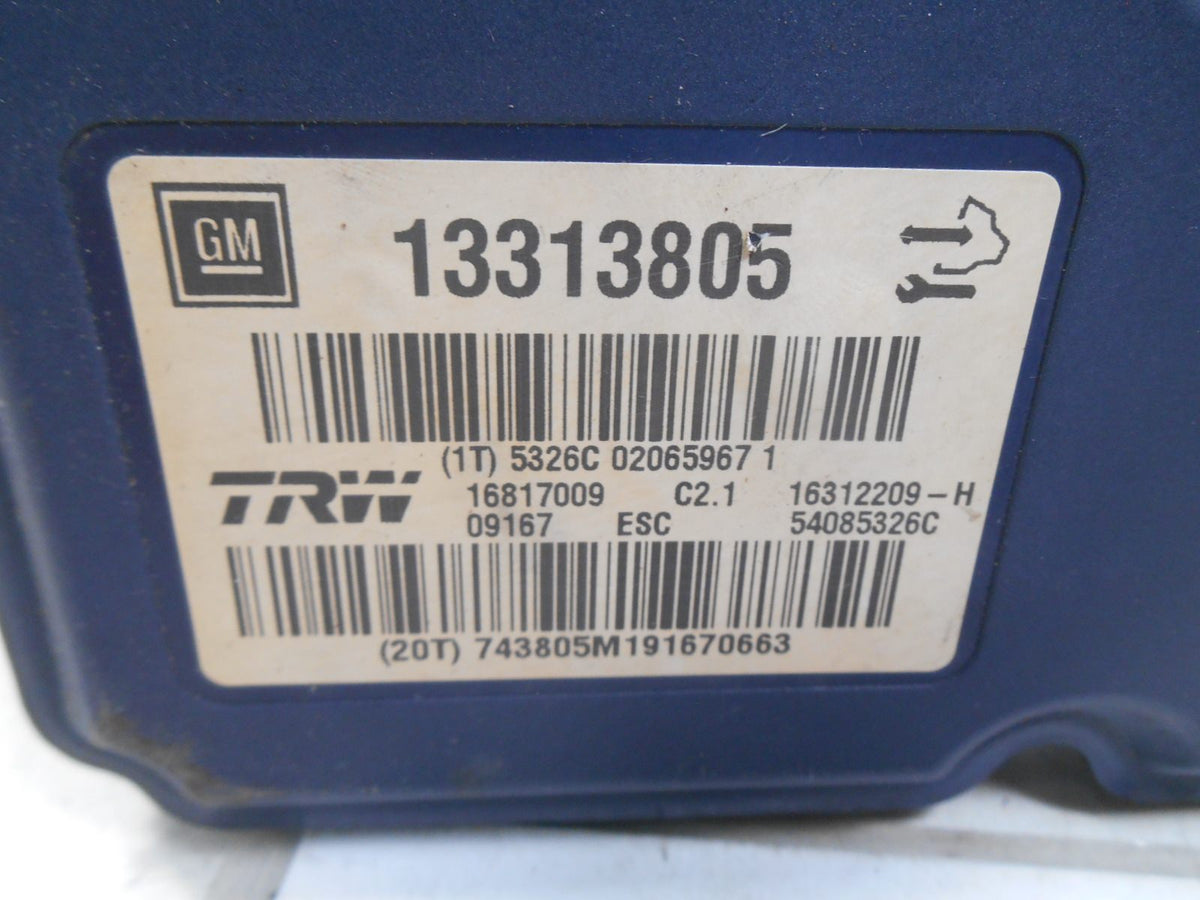 GM 13313805
(1T) 5326C 02065967 1
TRW 16817009 C2.1 16312209-H
09167 ESC 54085326C
(20T) 743805M191670663